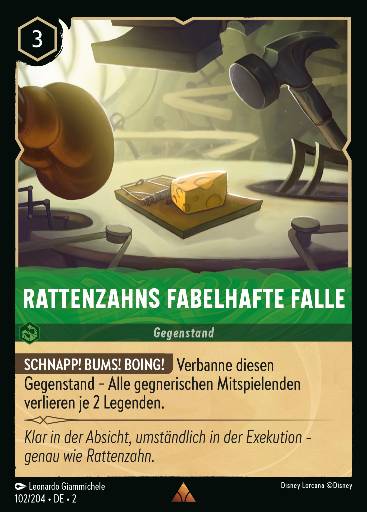 3
RATTENZAHNS FABELHAFTE FALLE
Gegenstand
SCHNAPP! BUMS! BOING! Verbanne diesen
Gegenstand – Alle gegnerischen Mitspielenden
verlieren je 2 Legenden.
Klar in der Absicht, umständlich in der Exekution –
genau wie Rattenzahn.
Leonardo Giammichele
102/204 • DE • 2
Disney Lorcana ©Disney